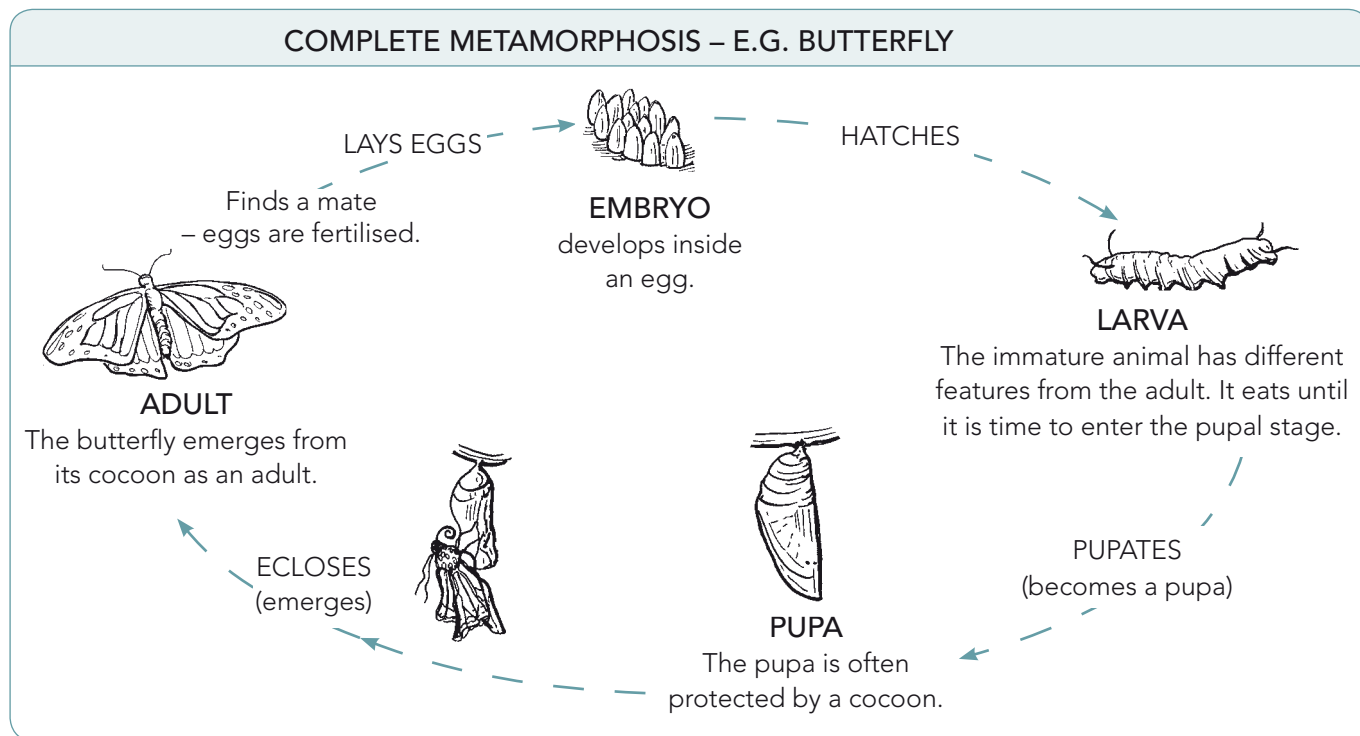 COMPLETE METAMORPHOSIS – E.G. BUTTERFLY
LAYS EGGS
HATCHES
Finds a mate
– eggs are fertilised.
EMBRYO
develops inside
an egg.
LARVA
The immature animal has different
features from the adult. It eats until
it is time to enter the pupal stage.
ADULT
The butterfly emerges from
its cocoon as an adult.
PUPATES
(becomes a pupa)
ECLOSES
(emerges)
PUPA
The pupa is often
protected by a cocoon.